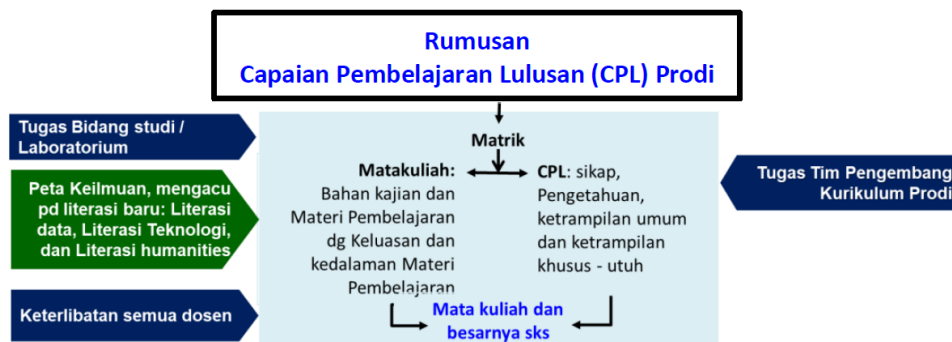 Rumusan
Capaian Pembelajaran Lulusan (CPL) Prodi
Tugas Bidang studi /
Laboratorium
Peta Keilmuan, mengacu
pd literasi baru: Literasi
data, Literasi Teknologi,
dan Literasi humanities
Keterlibatan semua dosen
Matrik
Matakuliah:
Bahan kajian dan
Materi Pembelajaran
dg Keluasan dan
kedalaman Materi
Pembelajaran
CPL: sikap,
Pengetahuan,
ketrampilan umum
dan ketrampilan
khusus - utuh
Mata kuliah dan
besarnya sks
Tugas Tim Pengembang
Kurikulum Prodi